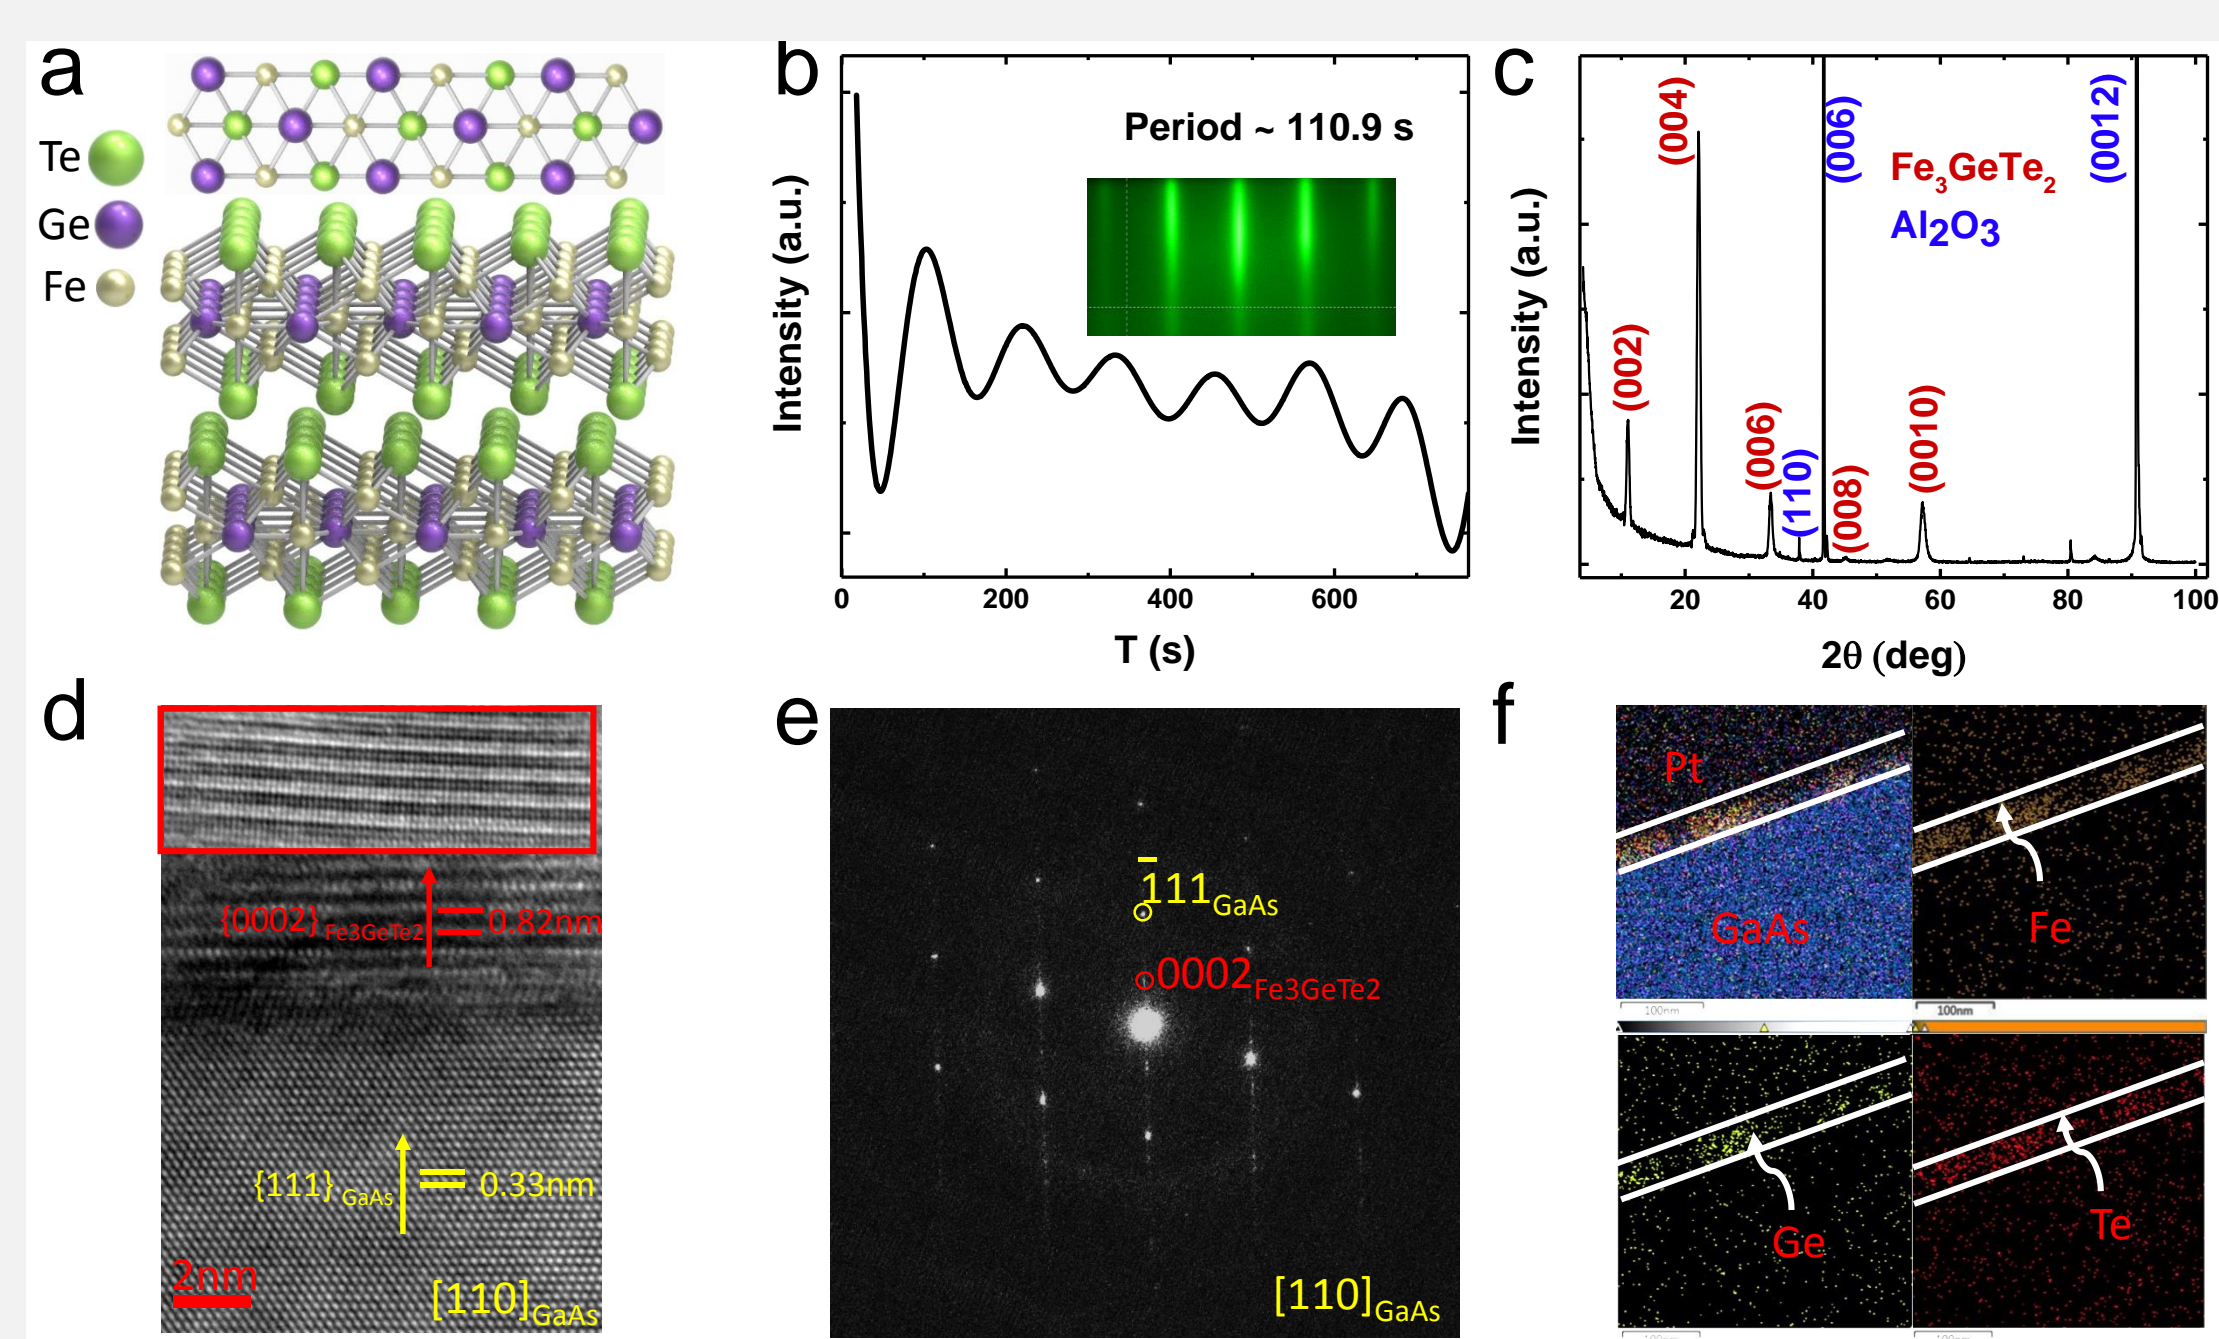 a
Te
Ge
Fe
b
Period ~ 110.9 s
Intensity (a.u.)
0 200 400 600
T (s)
c
(002)
(004)
(006)
(110)
(006)
(008)
(0010)
(0012)
Fe3GeTe2
Al2O3
Intensity (a.u.)
20 40 60 80 100
2θ (deg)
d
{0002} Fe3GeTe2 0.82nm
{111} GaAs 0.33nm
2nm
[110]GaAs
e
1̅11GaAs
0002Fe3GeTe2
[110]GaAs
f
Pt
GaAs
Fe
100nm
100nm
Ge
Te
100nm
100nm